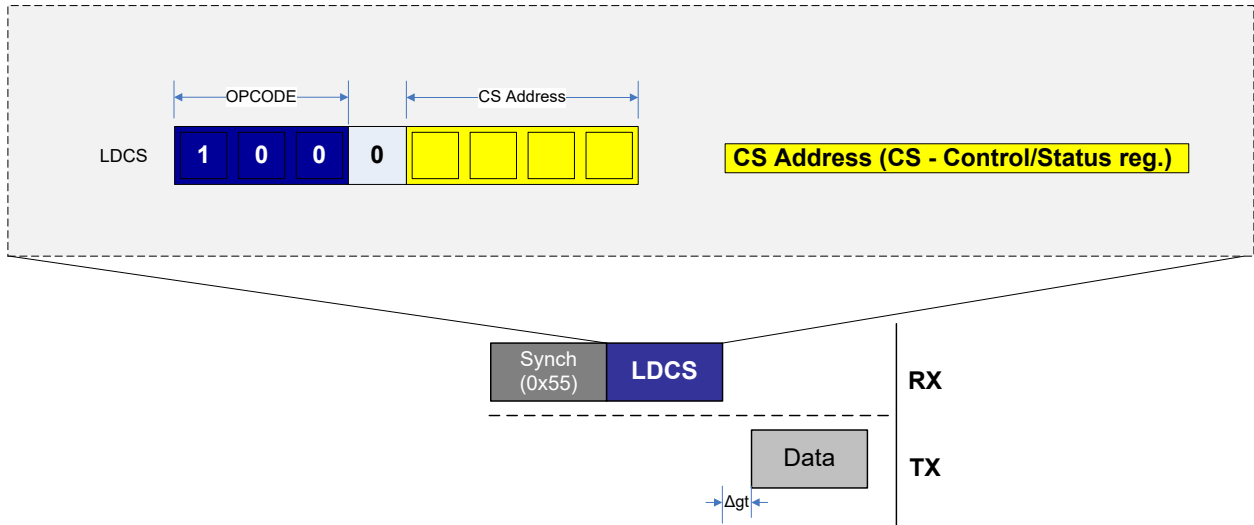 OPCODE
CS Address
LDCS
1 0 0 0
CS Address (CS - Control/Status reg.)
Synch
(0x55)
LDCS
RX
Data
TX
Δgt